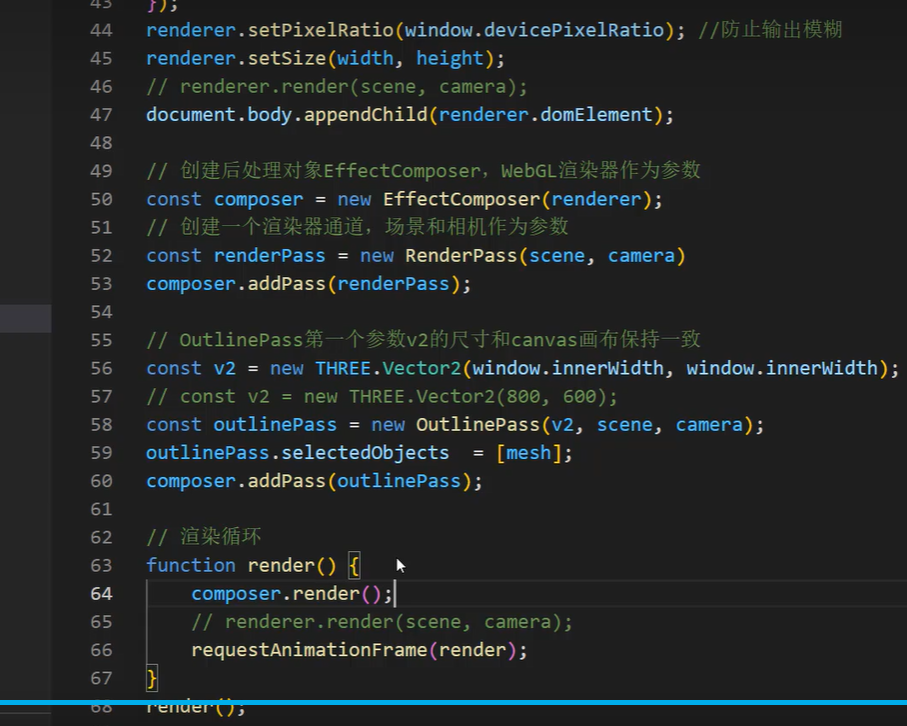 43 });
44 renderer.setPixelRatio(window.devicePixelRatio); //防止输出模糊
45 renderer.setSize(width, height);
46 // renderer.render(scene, camera);
47 document.body.appendChild(renderer.domElement);
48
49 // 创建后处理对象EffectComposer，WebGL渲染器作为参数
50 const composer = new EffectComposer(renderer);
51 // 创建一个渲染器通道，场景和相机作为参数
52 const renderPass = new RenderPass(scene, camera)
53 composer.addPass(renderPass);
54
55 // OutlinePass第一个参数v2的尺寸和canvas画布保持一致
56 const v2 = new THREE.Vector2(window.innerWidth, window.innerWidth);
57 // const v2 = new THREE.Vector2(800, 600);
58 const outlinePass = new OutlinePass(v2, scene, camera);
59 outlinePass.selectedObjects  = [mesh];
60 composer.addPass(outlinePass);
61
62 // 渲染循环
63 function render() {
64     composer.render();
65     // renderer.render(scene, camera);
66     requestAnimationFrame(render);
67 }
68 render();